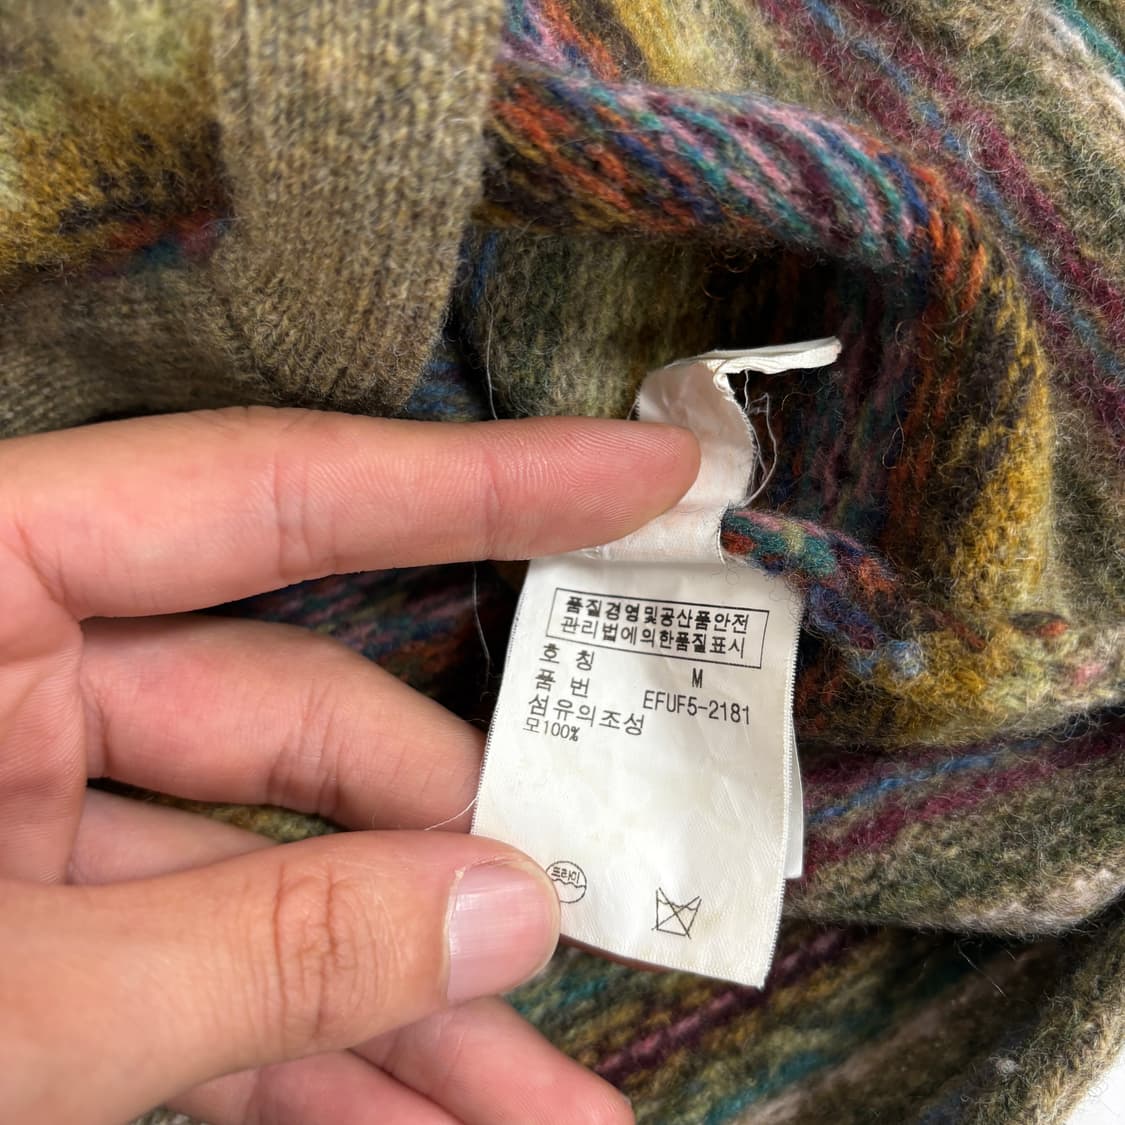 품질경영및공산품안전
관리법에의한품질표시
호 칭 M
품 번 EFUF5-2181
섬유의조성
모100%
드라이